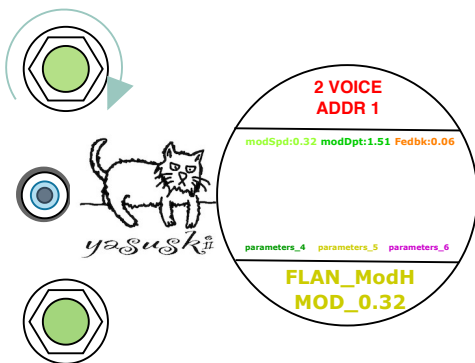 2 VOICE
ADDR 1
modSpd:0.32 modDpt:1.51 Fedbk:0.06
yasuski
parameters_4 parameters_5 parameters_6
FLAN_ModH
MOD_0.32